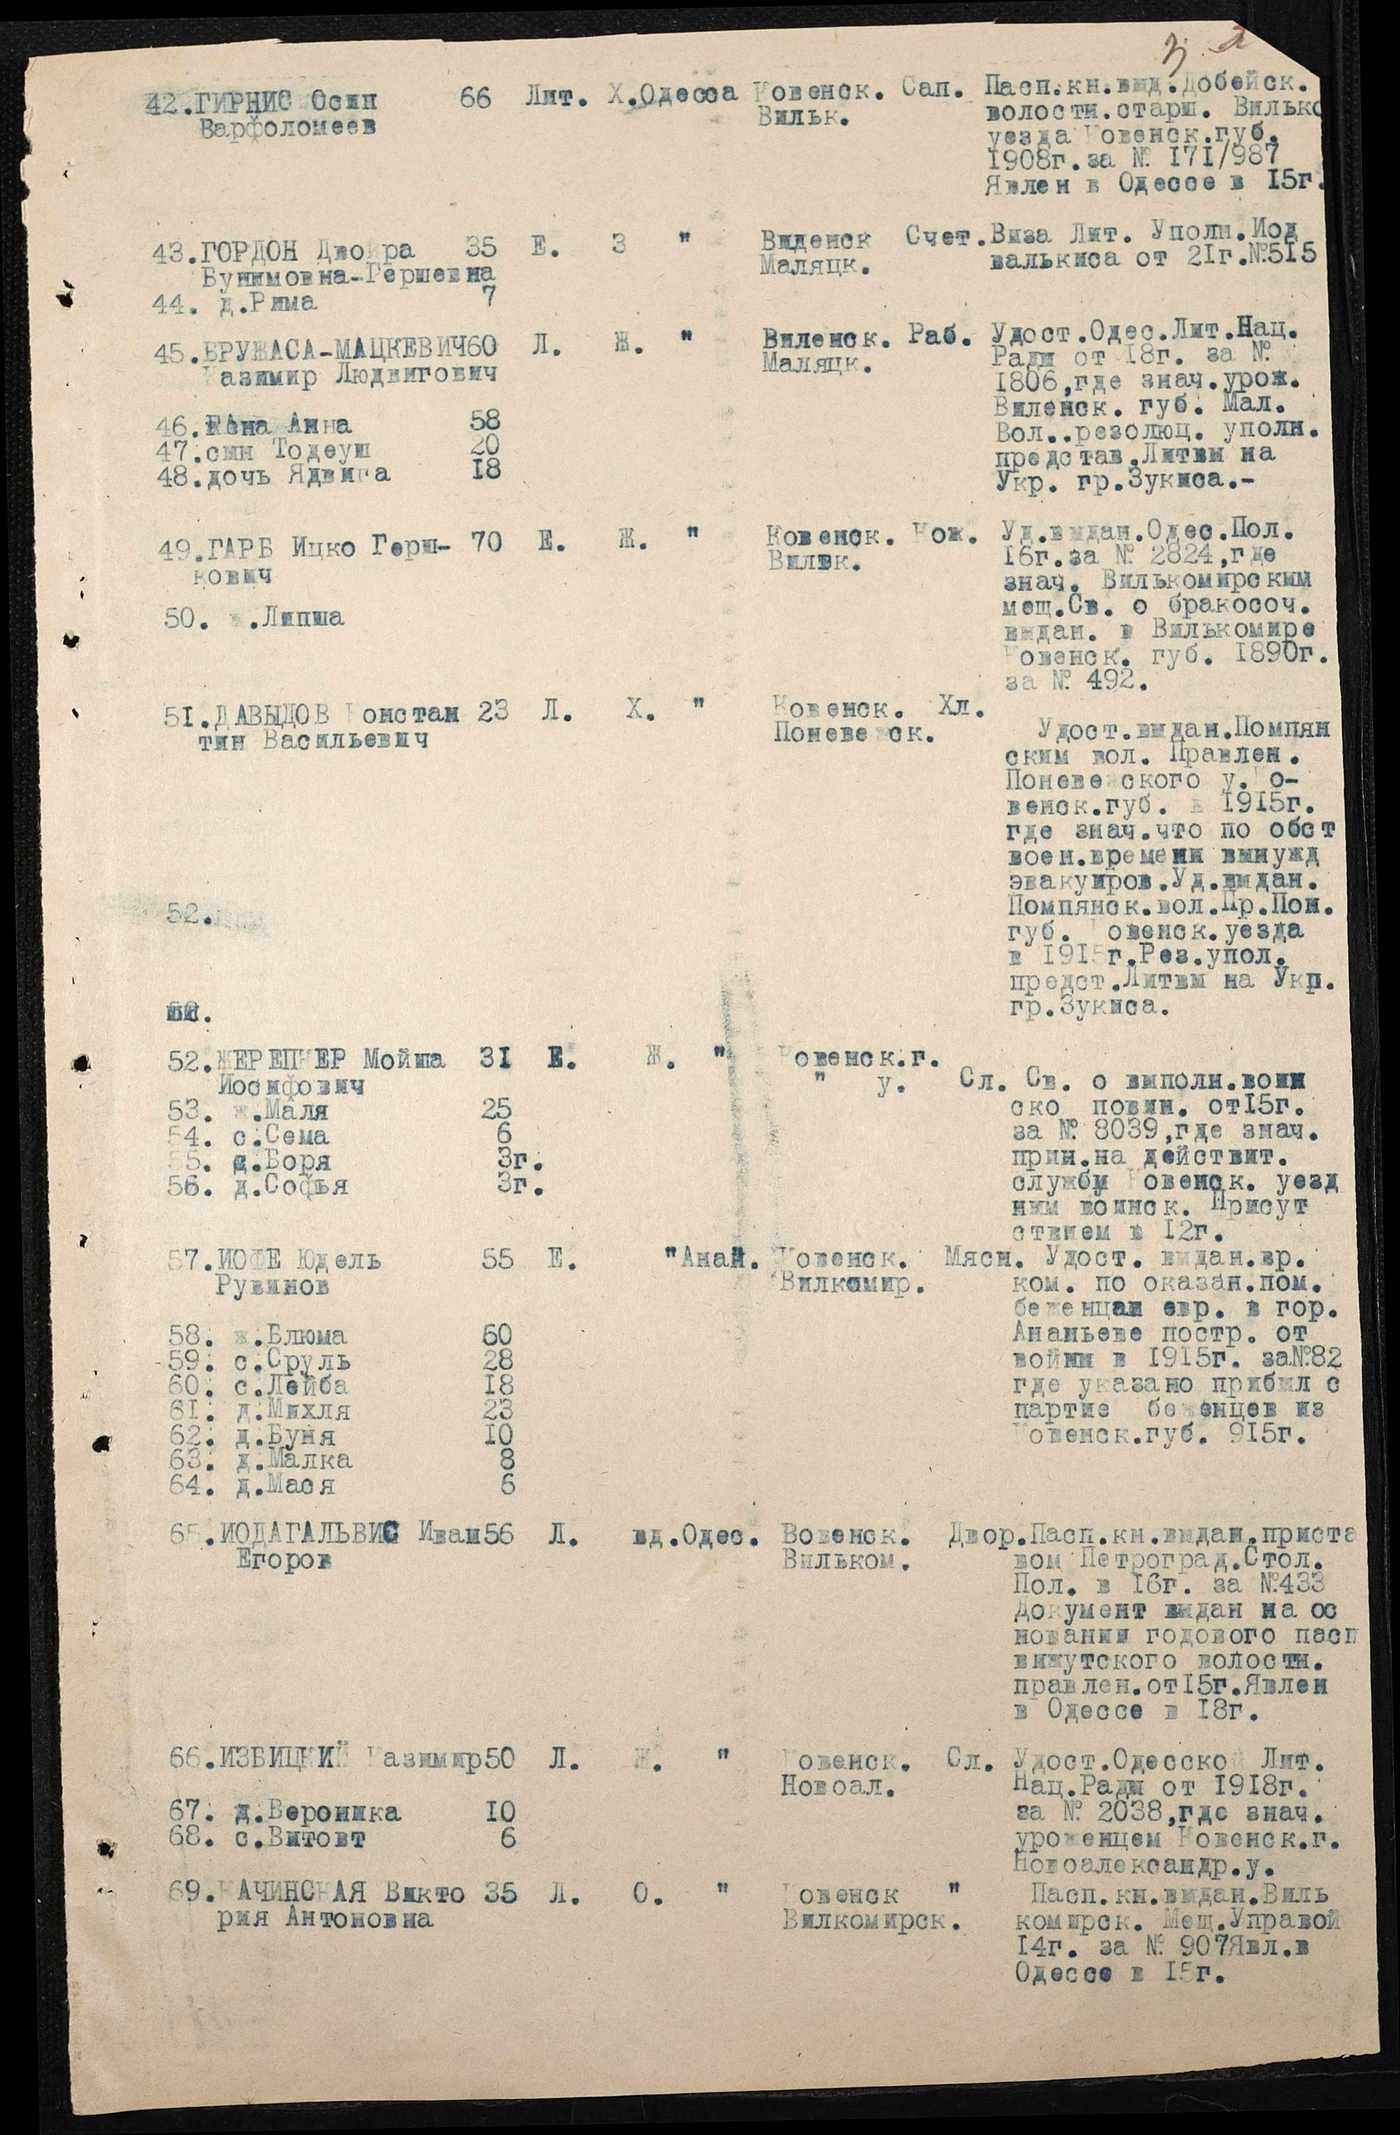 42.ГИРНИС Осип 66 Лит. Х.Одесса Ковенск. Сап. Пасп.кн.выд.Добейск.
Варфоломеев Вильк. волостн.старш. Вилько
уезда Ковенск.губ.
1908г.за № 171/987
Явлен в Одессе в 15г.
43.ГОРДОН Двойра 35 Е. З " Виленск Счет.Виза Лит. Уполн.Иод
Бунимовна-Гершевна Маляцк. валькиса от 21г.№515
44. д.Рима 7
45.БРУЖАСА-МАЦКЕВИЧ60 Л. Ж. " Виленск. Раб. Удост.Одес.Лит.Нац.
Казимир Людвигович Маляцк. Рады от 18г. за №
1806,где знач.урож.
Виленск. губ. Мал.
46. Анна 58 Вол..резолюц. уполн.
47.сын Тодеуш 20 представ.Литвы на
48.дочь Ядвига 18 Укр. гр.Зукиса.-
49.ГАРБ Ицко Герш- 70 Е. Ж. " Ковенск. Кож. Уд.выдан.Одес.Пол.
кович Вильк. 16г.за № 2824,где
знач. Вилькомирским
50. ж.Липша мещ.Св. о бракосоч.
выдан. в Вилькомире
Ковенск. губ. 1890г.
за № 492.
51.ДАВЫДОВ Констан 23 Л. Х. " Ковенск. Хл.
тин Васильевич Поневежск. Удост.выдан.Помпян
ским вол. Правлен.
Поневежского у. Ко-
венск.губ. в 1915г.
где знач.что по обст
воен.времени вынужд
эвакуиров.Уд.выдан.
52. Помпянск.вол.Пр.Пон.
губ. Ковенск.уезда
в 1915г.Рез.упол.
предст.Литвы на Укр.
гр.Зукиса.
52.ЖЕРЕПКЕР Мойша 31 Е. Ж. " Ковенск.г.
Иосифович " у. Сл. Св. о выполн.воин
53. ж.Маля 25 ско повин. от15г.
54. с.Сема 6 за № 8039,где знач.
55. с.Боря 3г. прин.на действит.
56. д.Софья 3г. службу Ковенск. уезд
ным воинск. Присут
ствием в 12г.
57.ИОФЕ Юдель 55 Е. "Анан. Ковенск. Мясн. Удост. выдан.вр.
Рувинов Вилкомир. ком. по оказан.пом.
беженцам евр. в гор.
58. ж.Блюма 50 Ананьеве постр. от
59. с.Сруль 28 войны в 1915г. за№82
60. с.Лейба 18 где указано прибыл с
61. д.Михля 23 партие беженцев из
62. д.Буня 10 Ковенск.губ. 915г.
63. д.Малка 8
64. д.Мася 6
65.ИОДАГАЛЬВИС Иван56 Л. вд.Одес. Вовенск. Двор.Пасп.кн.выдан.приста
Егоров Вильком. вом Петроград.Стол.
Пол. в 16г. за №433
Документ выдан на ос
новании годового пасп
вижутского волостн.
правлен.от15г.Явлен
в Одессе в 18г.
66.ИЗБИЦКИЙ Казимир50 Л. Ж. " Ковенск. Сл. Удост.Одесской Лит.
Новоал. Нац.Рады от 1918г.
67. д.Вероника 10 за № 2038,где знач.
68. с.Витовт 6 уроженцем Ковенск.г.
Новоалександр.у.
69.КАЧИНСКАЯ Викто 35 Л. О. " Ковенск " Пасп.кн.выдан.Виль
рия Антоновна Вилкомирск. комирск. Мещ.Управой
14г. за № 907Явл.в
Одессе в 15г.